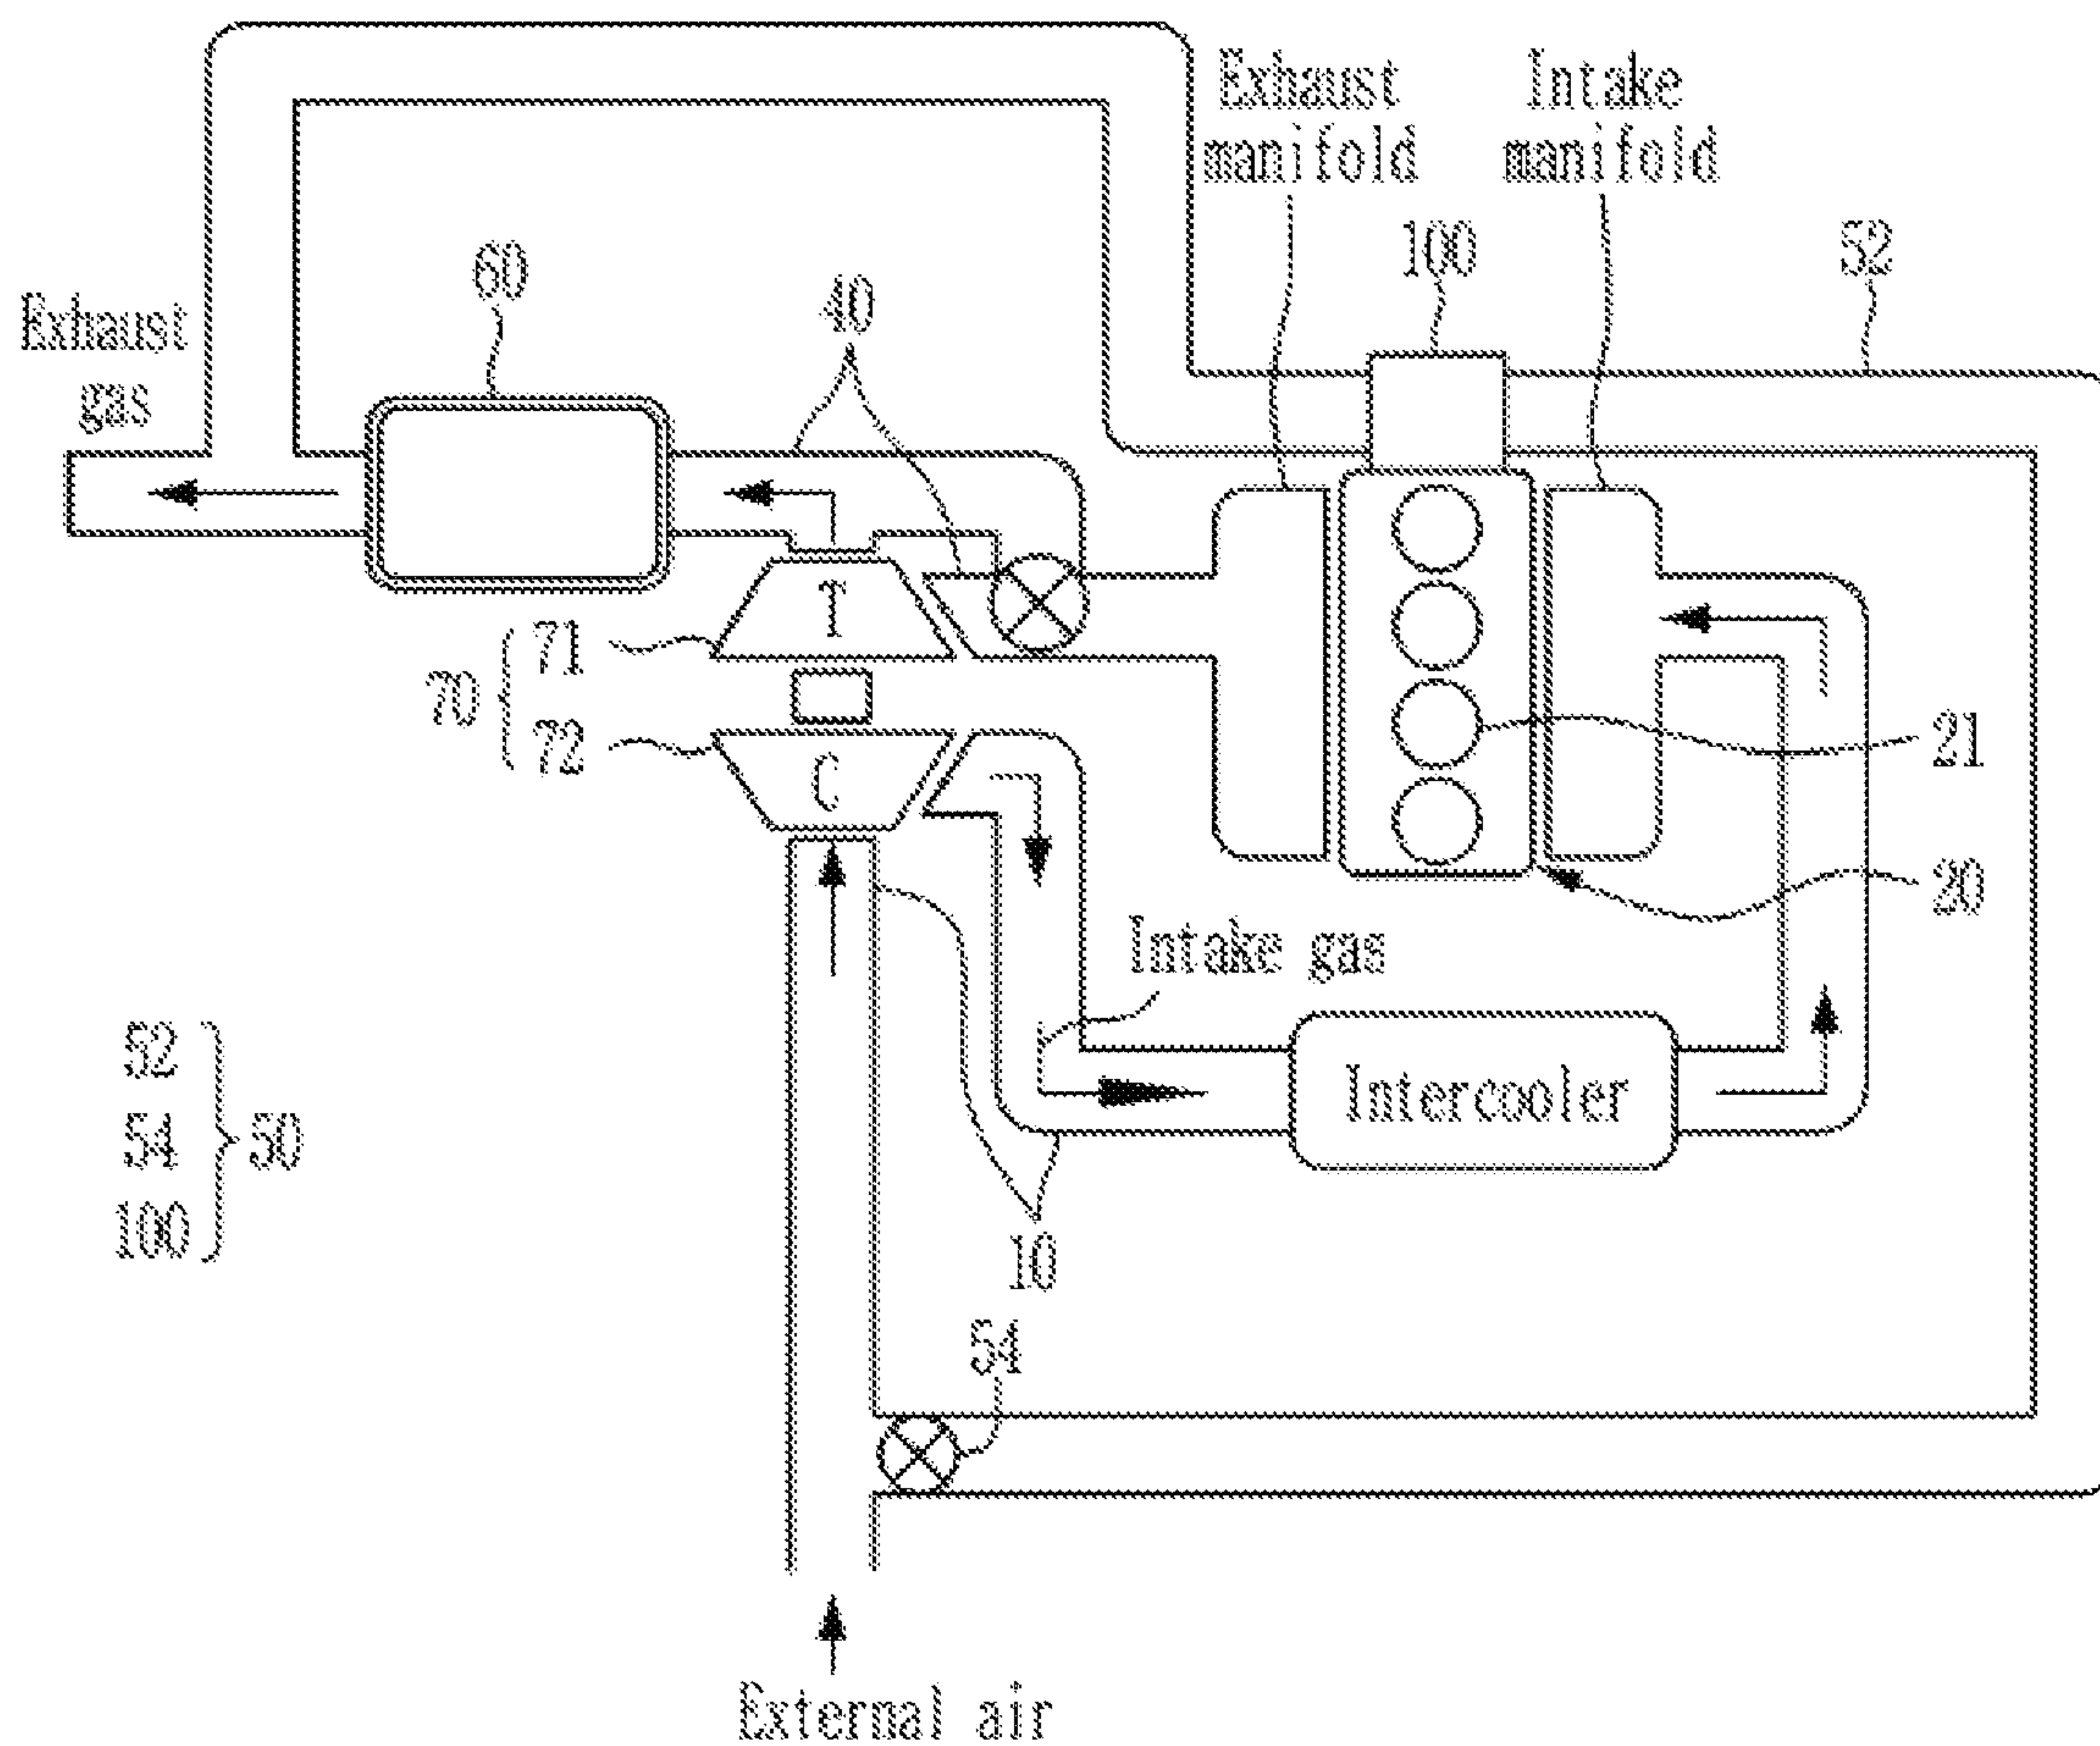 Exhaust
manifold
Intake
manifold
100
52
60
40
Exhaust
gas
T
70
71
72
C
21
20
Intake gas
Intercooler
52
54
100
50
10
54
External air